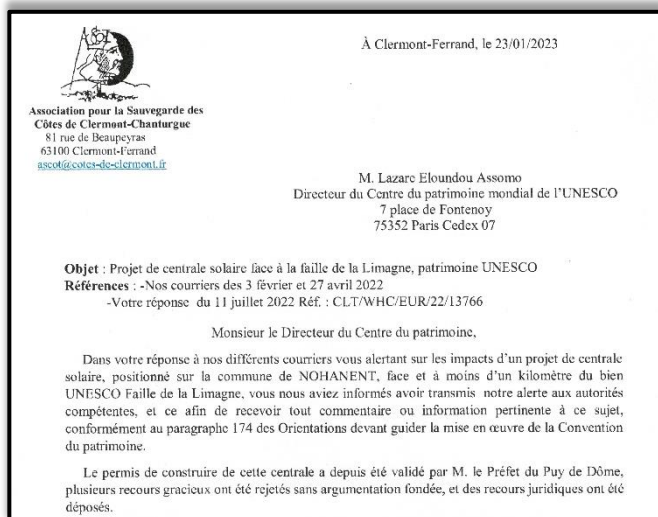 À Clermont-Ferrand, le 23/01/2023
Association pour la Sauvegarde des
Côtes de Clermont-Chanturgue
81 rue de Beaupeyras
63100 Clermont-Ferrand
ascot@cotes-de-clermont.fr
M. Lazare Eloundou Assomo
Directeur du Centre du patrimoine mondial de l'UNESCO
7 place de Fontenoy
75352 Paris Cedex 07
Objet : Projet de centrale solaire face à la faille de la Limagne, patrimoine UNESCO
Références : -Nos courriers des 3 février et 27 avril 2022
-Votre réponse du 11 juillet 2022 Réf. : CLT/WHC/EUR/22/13766
Monsieur le Directeur du Centre du patrimoine,
Dans votre réponse à nos différents courriers vous alertant sur les impacts d'un projet de centrale
solaire, positionné sur la commune de NOHANENT, face et à moins d'un kilomètre du bien
UNESCO Faille de la Limagne, vous nous aviez informés avoir transmis notre alerte aux autorités
compétentes, et ce afin de recevoir tout commentaire ou information pertinente à ce sujet,
conformément au paragraphe 174 des Orientations devant guider la mise en œuvre de la Convention
du patrimoine.
Le permis de construire de cette centrale a depuis été validé par M. le Préfet du Puy de Dôme,
plusieurs recours gracieux ont été rejetés sans argumentation fondée, et des recours juridiques ont été
déposés.